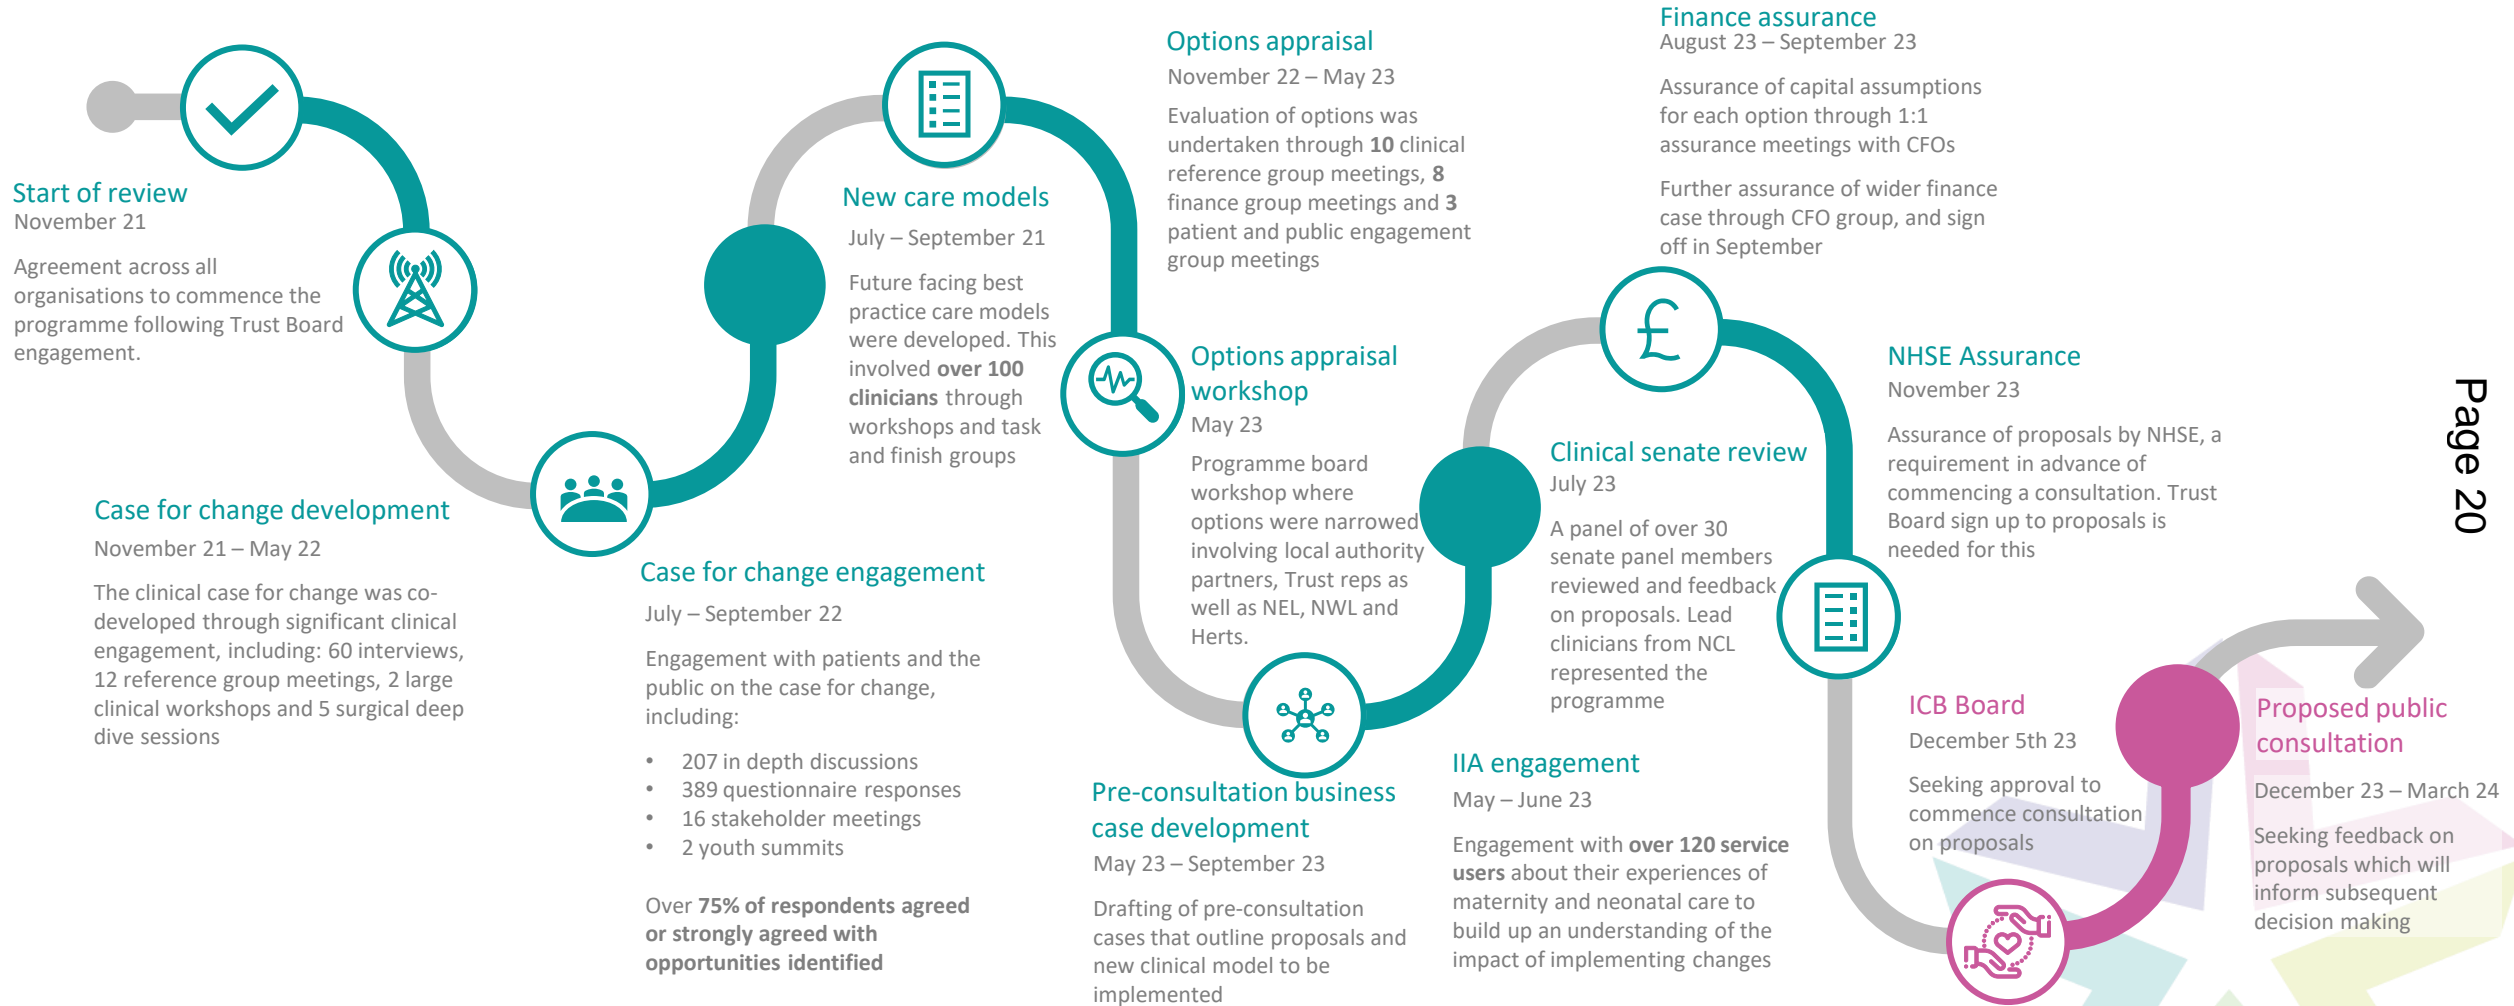 Start of review
November 21
Agreement across all
organisations to commence the
programme following Trust Board
engagement.
Case for change development
November 21 – May 22
The clinical case for change was co-
developed through significant clinical
engagement, including: 60 interviews,
12 reference group meetings, 2 large
clinical workshops and 5 surgical deep
dive sessions
Case for change engagement
July – September 22
Engagement with patients and the
public on the case for change,
including:
• 207 in depth discussions
• 389 questionnaire responses
• 16 stakeholder meetings
• 2 youth summits
Over 75% of respondents agreed
or strongly agreed with
opportunities identified
New care models
July – September 21
Future facing best
practice care models
were developed. This
involved over 100
clinicians through
workshops and task
and finish groups
Options appraisal
November 22 – May 23
Evaluation of options was
undertaken through 10 clinical
reference group meetings, 8
finance group meetings and 3
patient and public engagement
group meetings
Options appraisal
workshop
May 23
Programme board
workshop where
options were narrowed
involving local authority
partners, Trust reps as
well as NEL, NWL and
Herts.
Pre-consultation business
case development
May 23 – September 23
Drafting of pre-consultation
cases that outline proposals and
new clinical model to be
implemented
IIA engagement
May – June 23
Engagement with over 120 service
users about their experiences of
maternity and neonatal care to
build up an understanding of the
impact of implementing changes
Clinical senate review
July 23
A panel of over 30
senate panel members
reviewed and feedback
on proposals. Lead
clinicians from NCL
represented the
programme
Finance assurance
August 23 – September 23
Assurance of capital assumptions
for each option through 1:1
assurance meetings with CFOs
Further assurance of wider finance
case through CFO group, and sign
off in September
£
NHSE Assurance
November 23
Assurance of proposals by NHSE, a
requirement in advance of
commencing a consultation. Trust
Board sign up to proposals is
needed for this
ICB Board
December 5th 23
Seeking approval to
commence consultation
on proposals
Proposed public
consultation
December 23 – March 24
Seeking feedback on
proposals which will
inform subsequent
decision making
Page 20